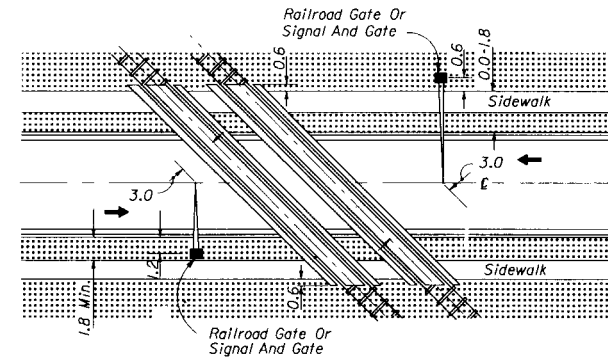 Railroad Gate Or
Signal And Gate
0.6
0.6
0.0-1.8
Sidewalk
3.0
3.0
℄
1.2
1.8 Min.
0.6
Sidewalk
Railroad Gate Or
Signal And Gate